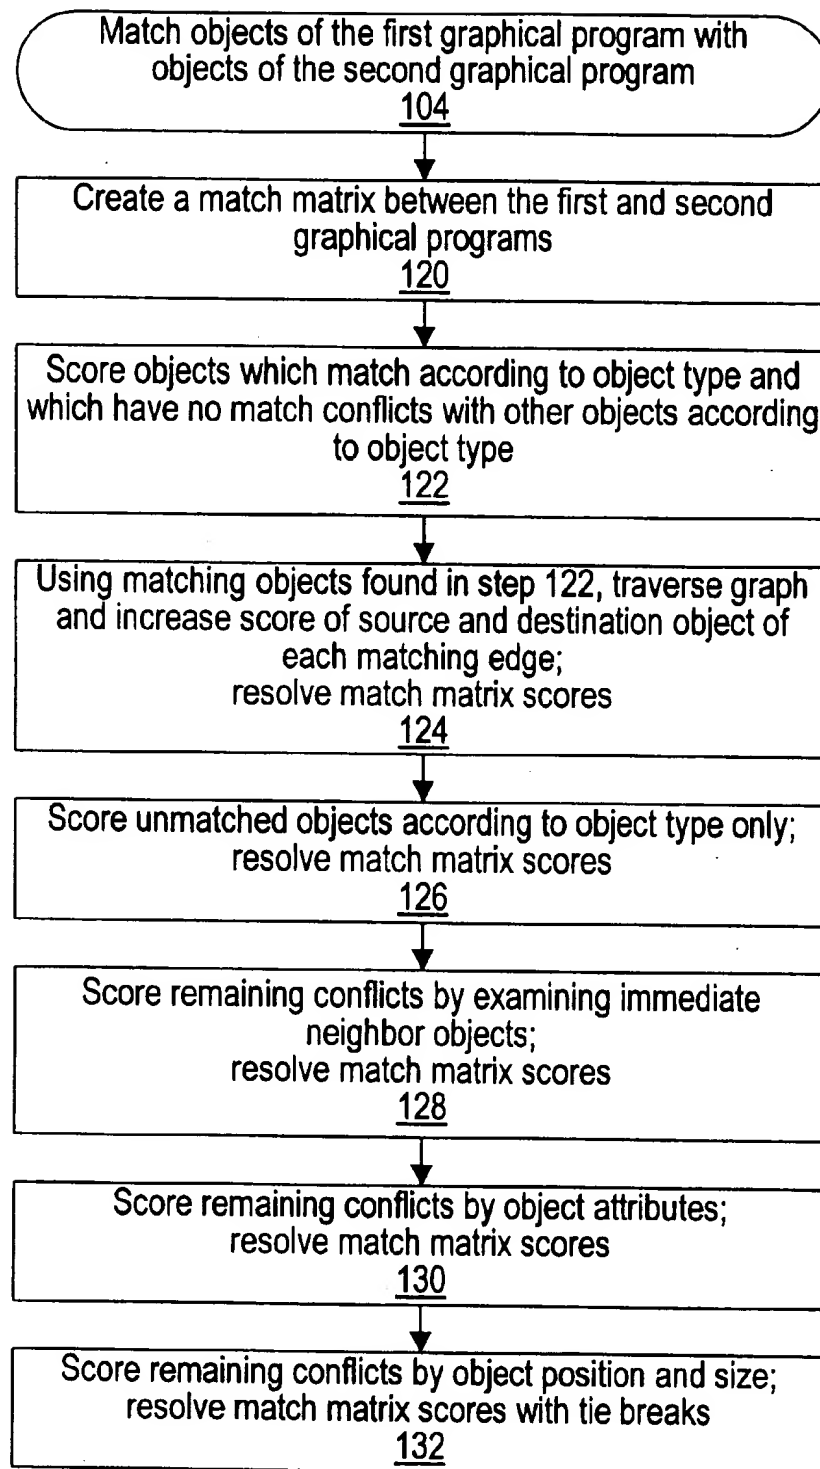 Match objects of the first graphical program with
objects of the second graphical program
104
Create a match matrix between the first and second
graphical programs
120
Score objects which match according to object type and
which have no match conflicts with other objects according
to object type
122
Using matching objects found in step 122, traverse graph
and increase score of source and destination object of
each matching edge;
resolve match matrix scores
124
Score unmatched objects according to object type only;
resolve match matrix scores
126
Score remaining conflicts by examining immediate
neighbor objects;
resolve match matrix scores
128
Score remaining conflicts by object attributes;
resolve match matrix scores
130
Score remaining conflicts by object position and size;
resolve match matrix scores with tie breaks
132